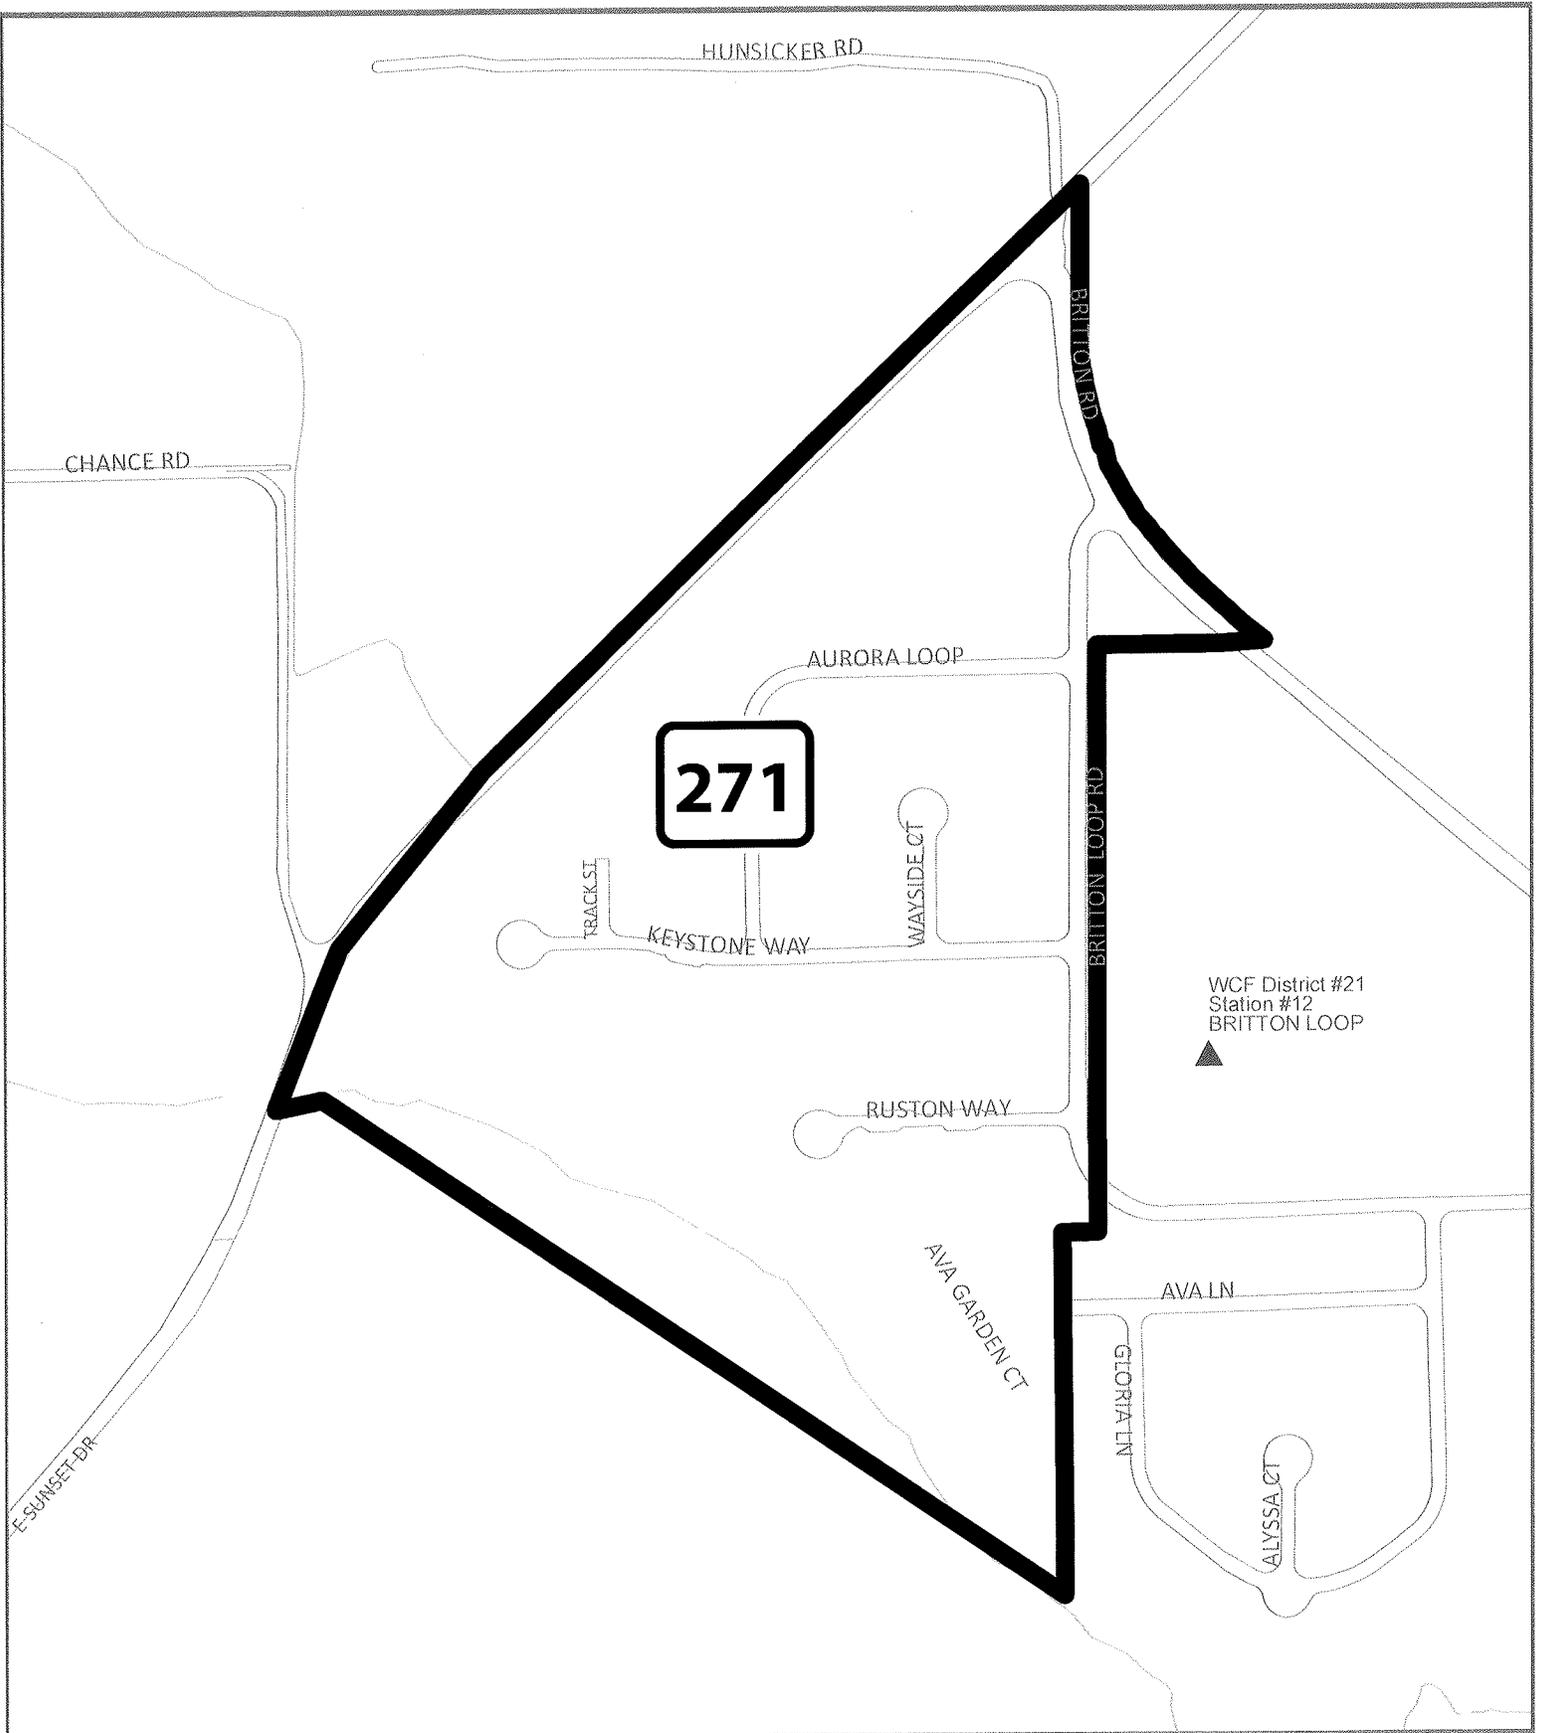 HUNSICKER RD
BRITTON RD
CHANCE RD
AURORA LOOP
271
BRITTON LOOP RD
WAYSIDE CT
TRACK ST
KEYSTONE WAY
WCF District #21
Station #12
BRITTON LOOP
RUSTON WAY
AVA GARDEN CT
AVA LN
GLORIA LN
E SUNSET DR
ALYSSA CT